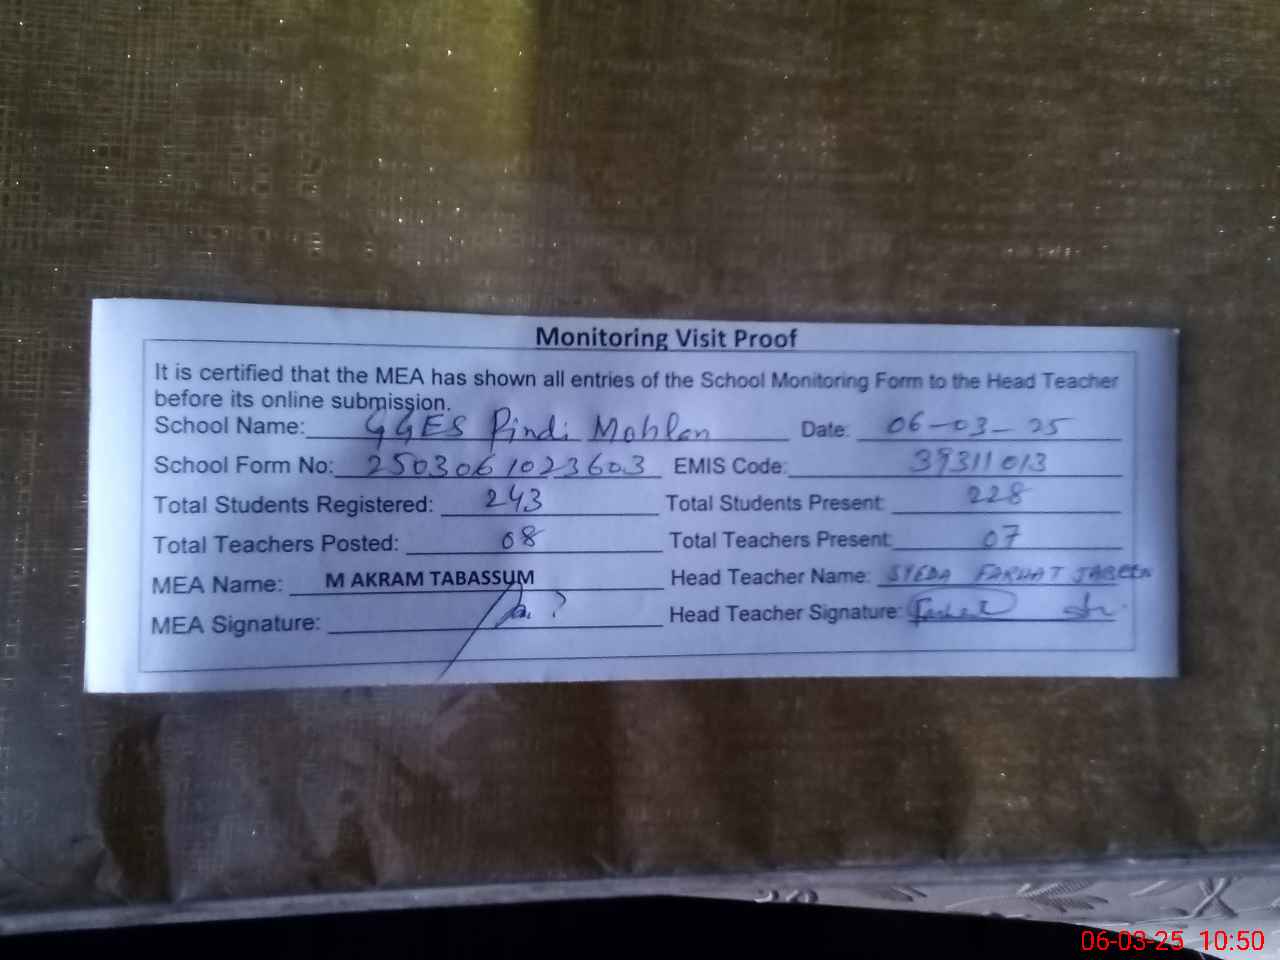 Monitoring Visit Proof
It is certified that the MEA has shown all entries of the School Monitoring Form to the Head Teacher
before its online submission.
School Name: GGES Pindi Mohlan Date: 06-03-25
School Form No: 2503061023603 EMIS Code: 39311013
Total Students Registered: 243 Total Students Present: 228
Total Teachers Posted: 08 Total Teachers Present: 07
MEA Name: M AKRAM TABASSUM Head Teacher Name: SYEDA FARHAT JABEEN
MEA Signature: Head Teacher Signature:
06-03-25 10:50